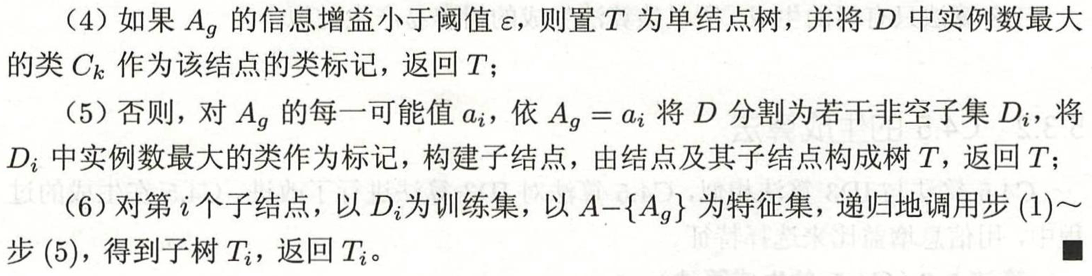 (4) 如果 A_g 的信息增益小于阈值 ε，则置 T 为单结点树，并将 D 中实例数最大
的类 C_k 作为该结点的类标记，返回 T；
(5) 否则，对 A_g 的每一可能值 a_i，依 A_g = a_i 将 D 分割为若干非空子集 D_i，将
D_i 中实例数最大的类作为标记，构建子结点，由结点及其子结点构成树 T，返回 T；
(6) 对第 i 个子结点，以 D_i为训练集，以 A−{A_g} 为特征集，递归地调用步 (1)～
步 (5)，得到子树 T_i，返回 T_i。 ■